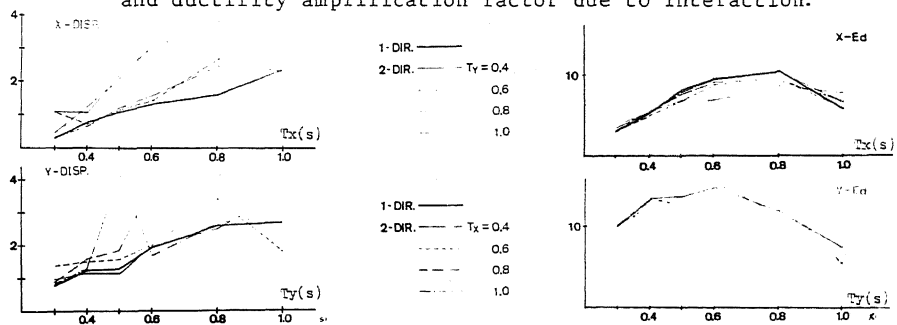 and ductility amplification factor due to interaction.
4
X-DISP.
2
Tx(s)
0.4 0.6 0.8 1.0
1-DIR.
2-DIR. TY = 0.4
0.6
0.8
1.0
X-Ed
10
Tx(s)
0.4 0.6 0.8 1.0
Y-DISP.
4
2
Ty(s)
0.4 0.6 0.8 1.0
1-DIR.
2-DIR. TX = 0.4
0.6
0.8
1.0
Y-Ed
10
Ty(s)
0.4 0.6 0.8 1.0